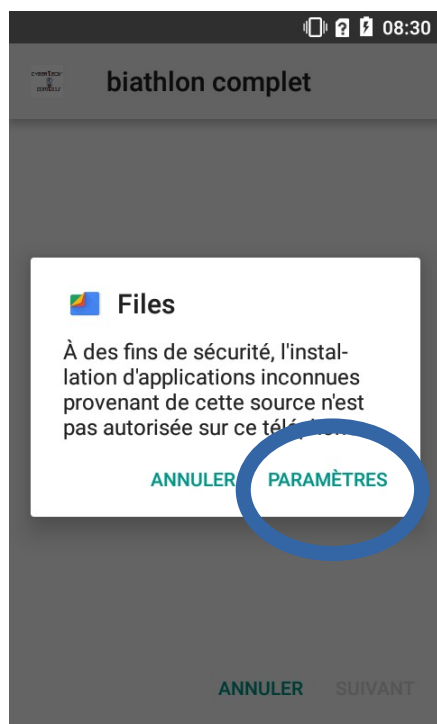 08:30
biathlon complet
Files
À des fins de sécurité, l'instal-
lation d'applications inconnues
provenant de cette source n'est
pas autorisée sur ce
ANNULER PARAMÈTRES
ANNULER SUIVANT